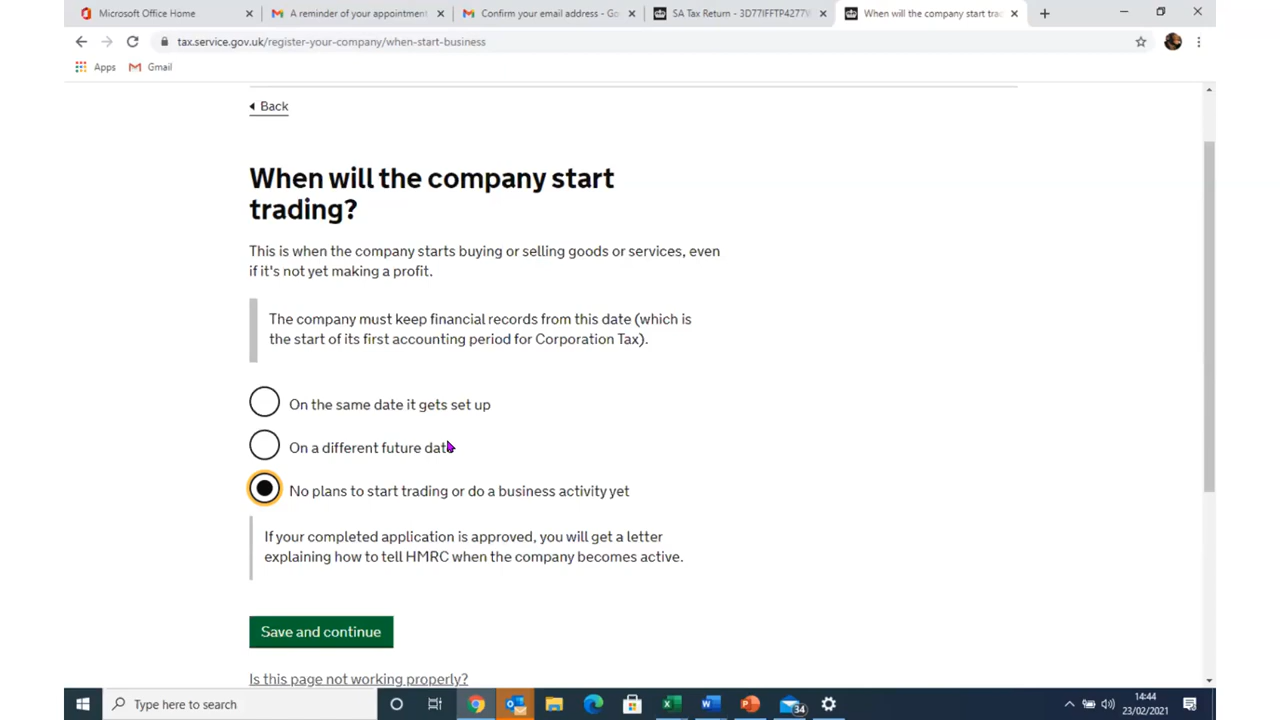 Microsoft Office Home
A reminder of your appointment
Confirm your email address - Go
SA Tax Return - 3D77IFFTP4277
When will the company start trac
tax.service.gov.uk/register-your-company/when-start-business
Apps
Gmail
Back
When will the company start
trading?
This is when the company starts buying or selling goods or services, even
if it's not yet making a profit.
The company must keep financial records from this date (which is
the start of its first accounting period for Corporation Tax).
On the same date it gets set up
On a different future date
No plans to start trading or do a business activity yet
If your completed application is approved, you will get a letter
explaining how to tell HMRC when the company becomes active.
Save and continue
Is this page not working properly?
Type here to search
34
14:44
23/02/2021